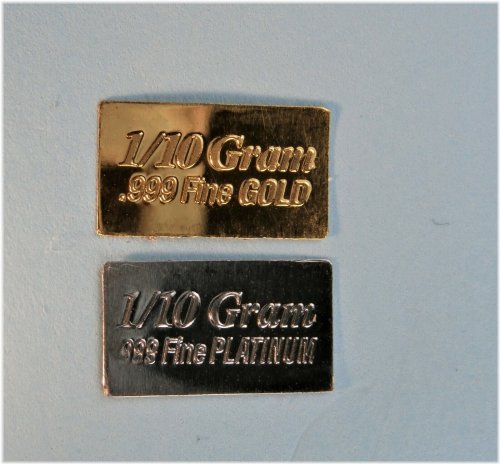 1/10 Gram
.999 Fine GOLD
1/10 Gram
.999 Fine PLATINUM